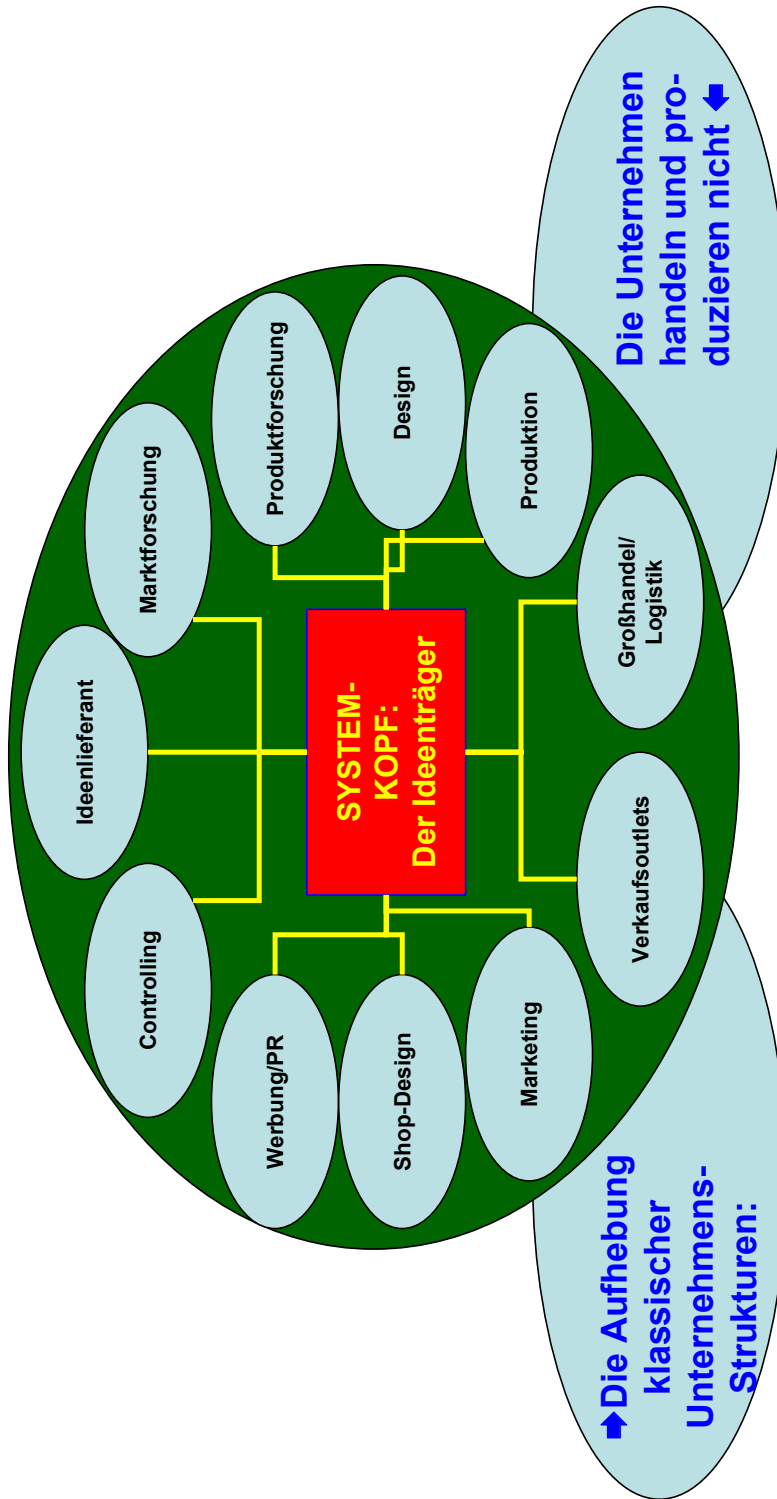 Ideenlieferant
Controlling
Marktforschung
Werbung/PR
Produktforschung
Shop-Design
Design
Marketing
Produktion
SYSTEM-
KOPF:
Der Ideenträger
Verkaufsoutlets
Großhandel/
Logistik
➡Die Aufhebung
klassischer
Unternehmens-
Strukturen:
Die Unternehmen
handeln und pro-
duzieren nicht ⬅